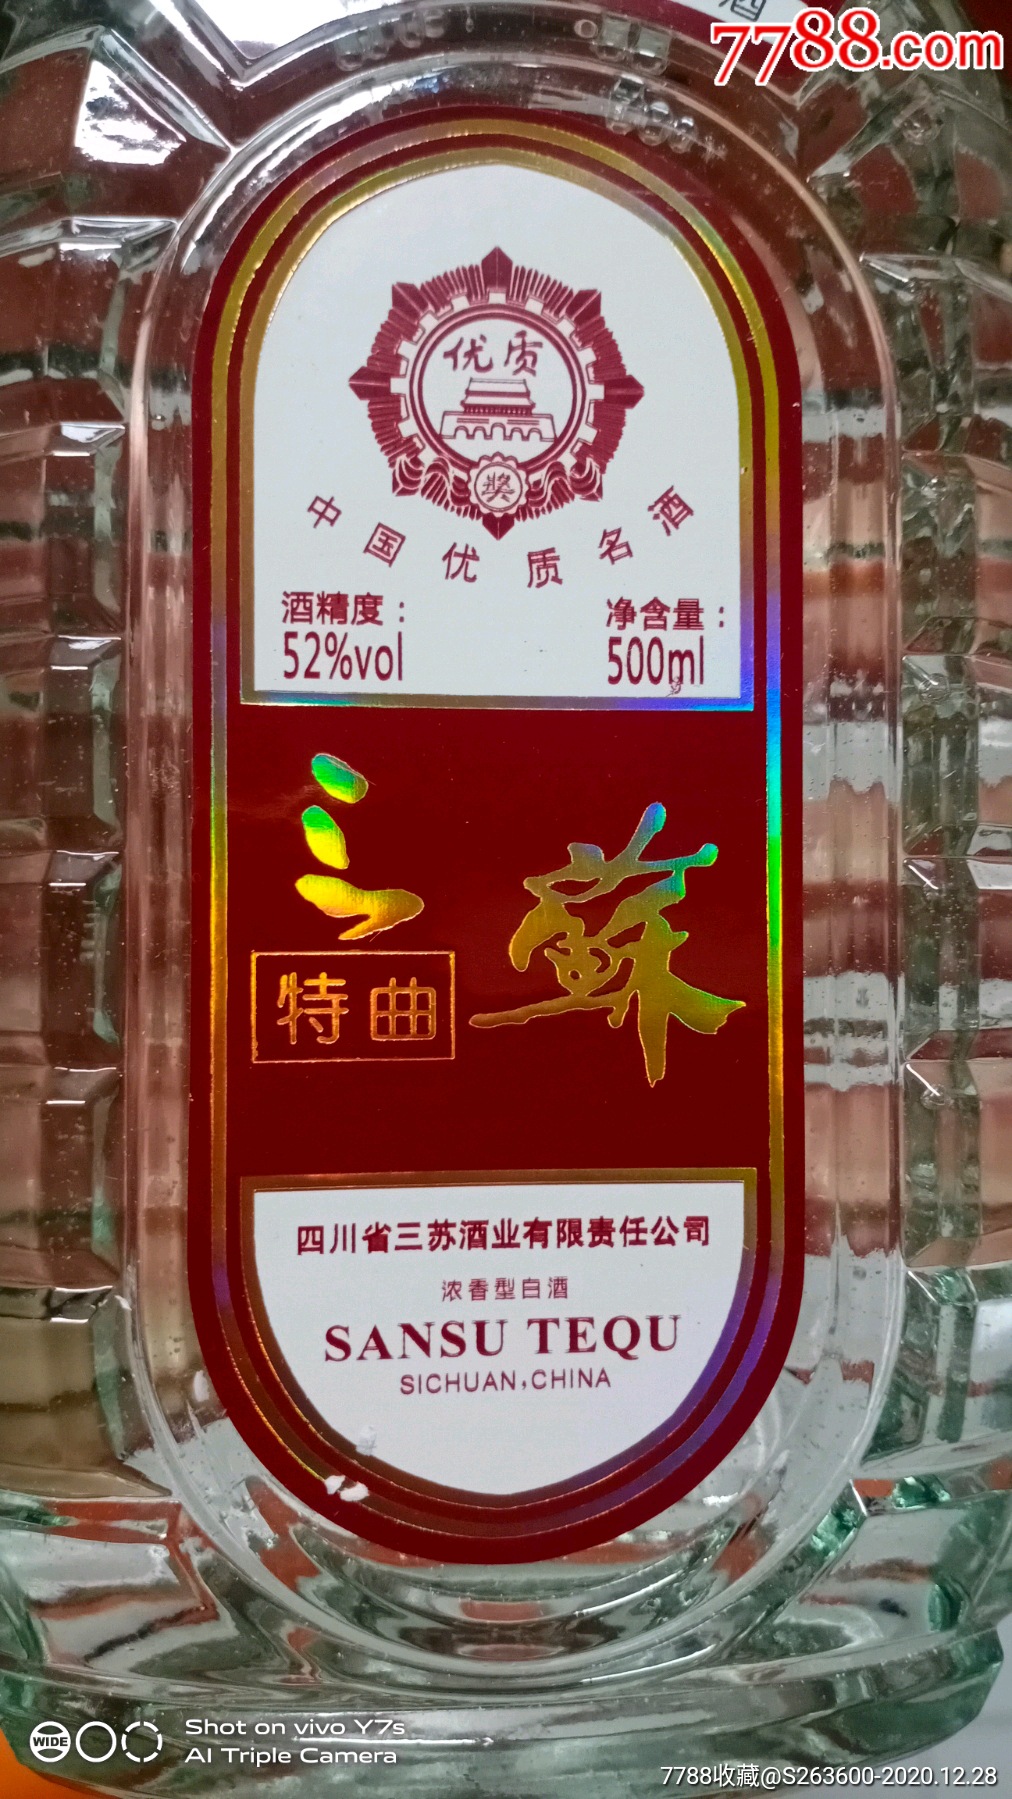 酒
7788.com
优质
奖
中国优质名酒
酒精度：
52%vol
净含量：
500ml
三蘇
特曲
四川省三苏酒业有限责任公司
浓香型白酒
SANSU TEQU
SICHUAN,CHINA
WIDE
Shot on vivo Y7s
AI Triple Camera
7788收藏@S263600-2020.12.28